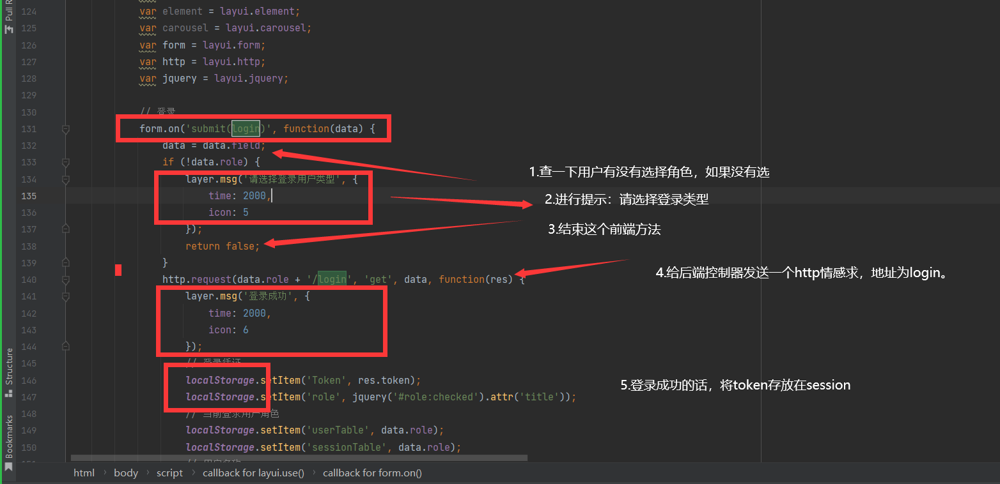 Pull R
124 var element = layui.element;
125 var carousel = layui.carousel;
126 var form = layui.form;
127 var http = layui.http;
128 var jquery = layui.jquery;
129
130 // 登录
131 form.on('submit(login)', function(data) {
132 data = data.field;
133 if (!data.role) {
1.查一下用户有没有选择角色，如果没有选
134 layer.msg('请选择登录用户类型', {
135 time: 2000,
2.进行提示：请选择登录类型
136 icon: 5
137 });
3.结束这个前端方法
138 return false;
139 }
4.给后端控制器发送一个http情感求，地址为login。
140 http.request(data.role + '/login', 'get', data, function(res) {
141 layer.msg('登录成功', {
142 time: 2000,
143 icon: 6
144 });
145 // 登录凭证
146 localStorage.setItem('Token', res.token);
5.登录成功的话，将token存放在session
147 localStorage.setItem('role', jquery('#role:checked').attr('title'));
148 // 当前登录用户角色
149 localStorage.setItem('userTable', data.role);
150 localStorage.setItem('sessionTable', data.role);
Structure
Bookmarks
html › body › script › callback for layui.use() › callback for form.on()